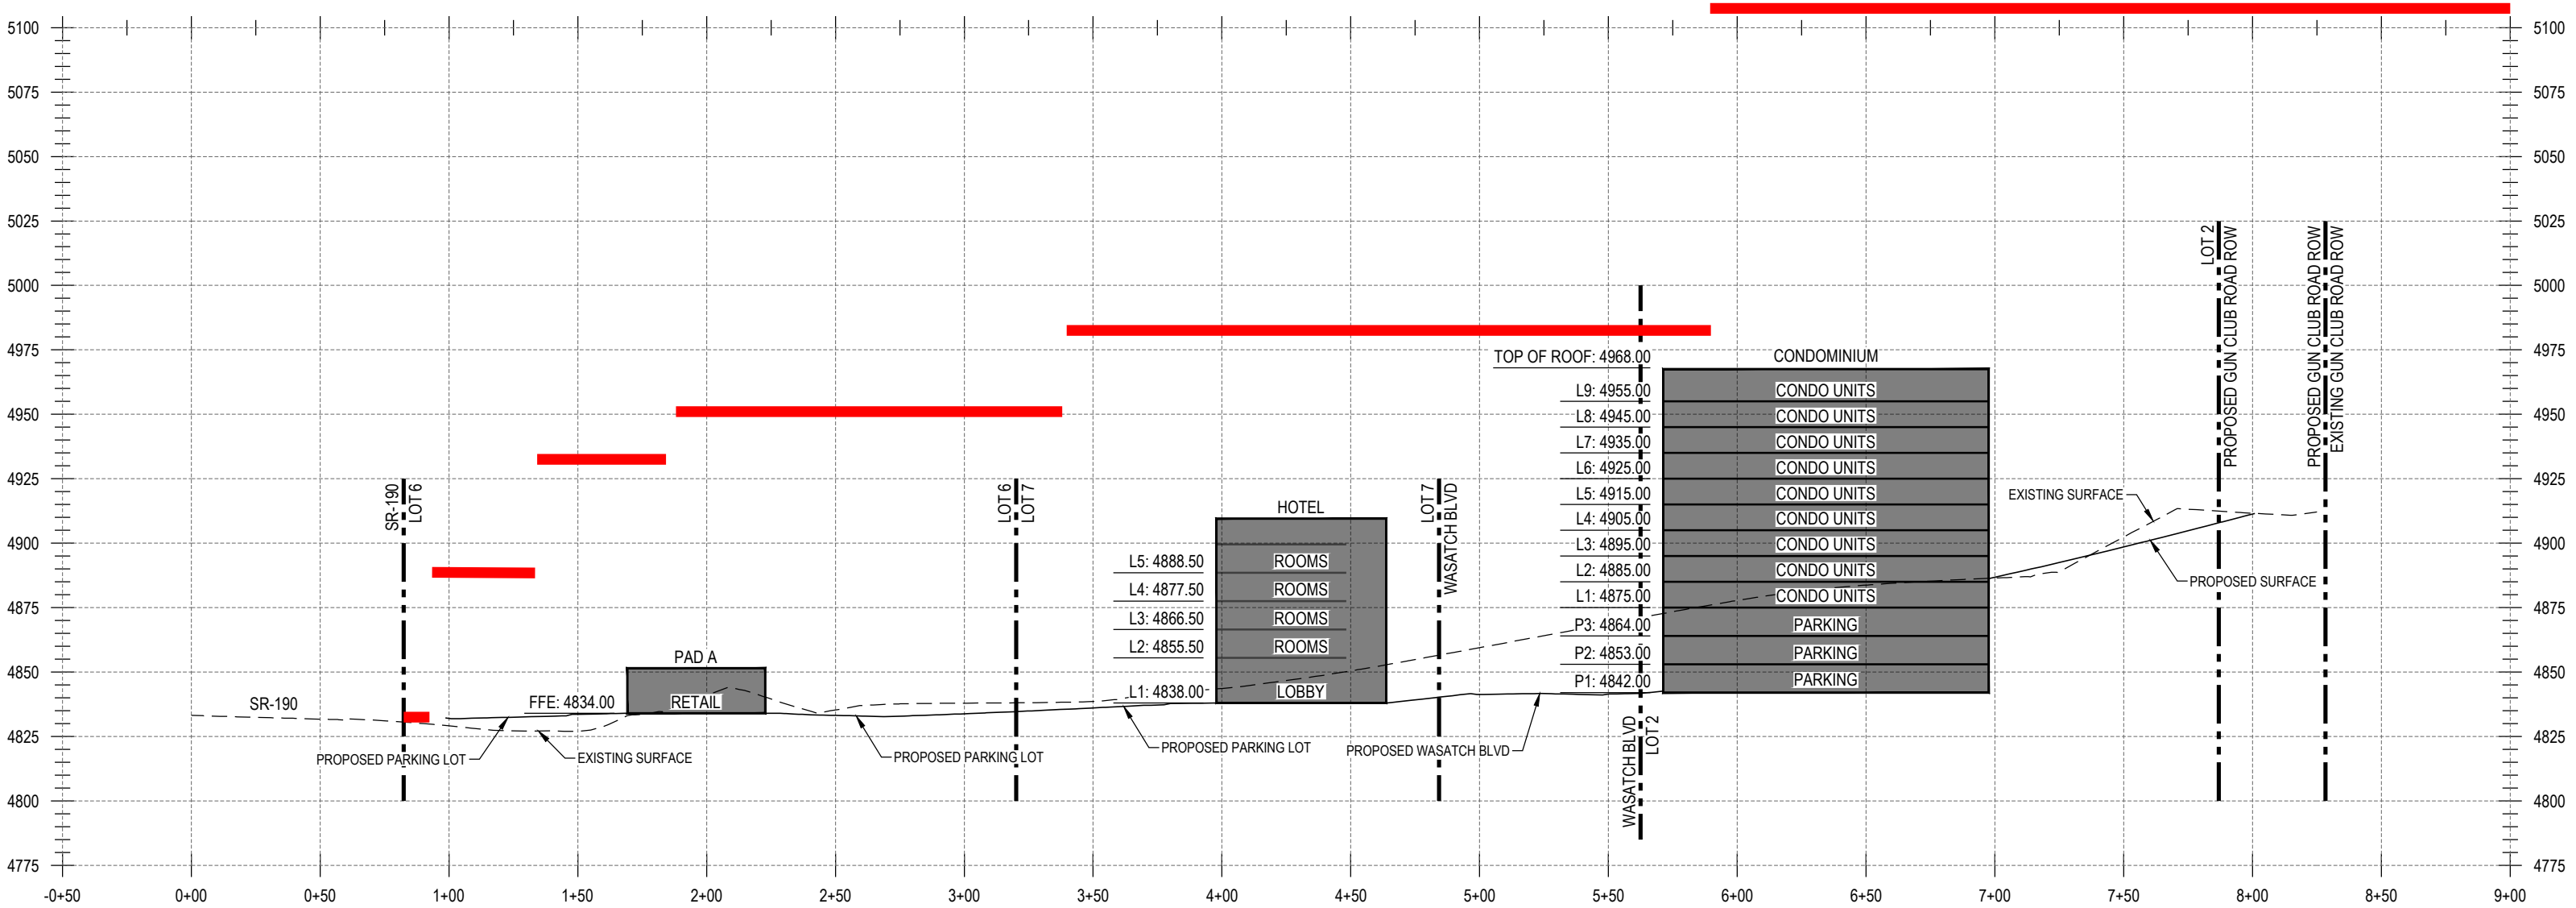 5100 5100
5075 5075
5050 5050
5025 5025
5000 5000
4975 4975
4950 4950
4925 4925
4900 4900
4875 4875
4850 4850
4825 4825
4800 4800
4775 4775
-0+50 0+00 0+50 1+00 1+50 2+00 2+50 3+00 3+50 4+00 4+50 5+00 5+50 6+00 6+50 7+00 7+50 8+00 8+50 9+00
SR-190
SR-190
LOT 6
PROPOSED PARKING LOT
EXISTING SURFACE
FFE: 4834.00
PAD A
RETAIL
PROPOSED PARKING LOT
LOT 6
LOT 7
PROPOSED PARKING LOT
HOTEL
L5: 4888.50 ROOMS
L4: 4877.50 ROOMS
L3: 4866.50 ROOMS
L2: 4855.50 ROOMS
L1: 4838.00 LOBBY
LOT 7
WASATCH BLVD
PROPOSED WASATCH BLVD
WASATCH BLVD
LOT 2
TOP OF ROOF: 4968.00 CONDOMINIUM
L9: 4955.00 CONDO UNITS
L8: 4945.00 CONDO UNITS
L7: 4935.00 CONDO UNITS
L6: 4925.00 CONDO UNITS
L5: 4915.00 CONDO UNITS
L4: 4905.00 CONDO UNITS
L3: 4895.00 CONDO UNITS
L2: 4885.00 CONDO UNITS
L1: 4875.00 CONDO UNITS
P3: 4864.00 PARKING
P2: 4853.00 PARKING
P1: 4842.00 PARKING
EXISTING SURFACE
PROPOSED SURFACE
LOT 2
PROPOSED GUN CLUB ROAD ROW
PROPOSED GUN CLUB ROAD ROW
EXISTING GUN CLUB ROAD ROW